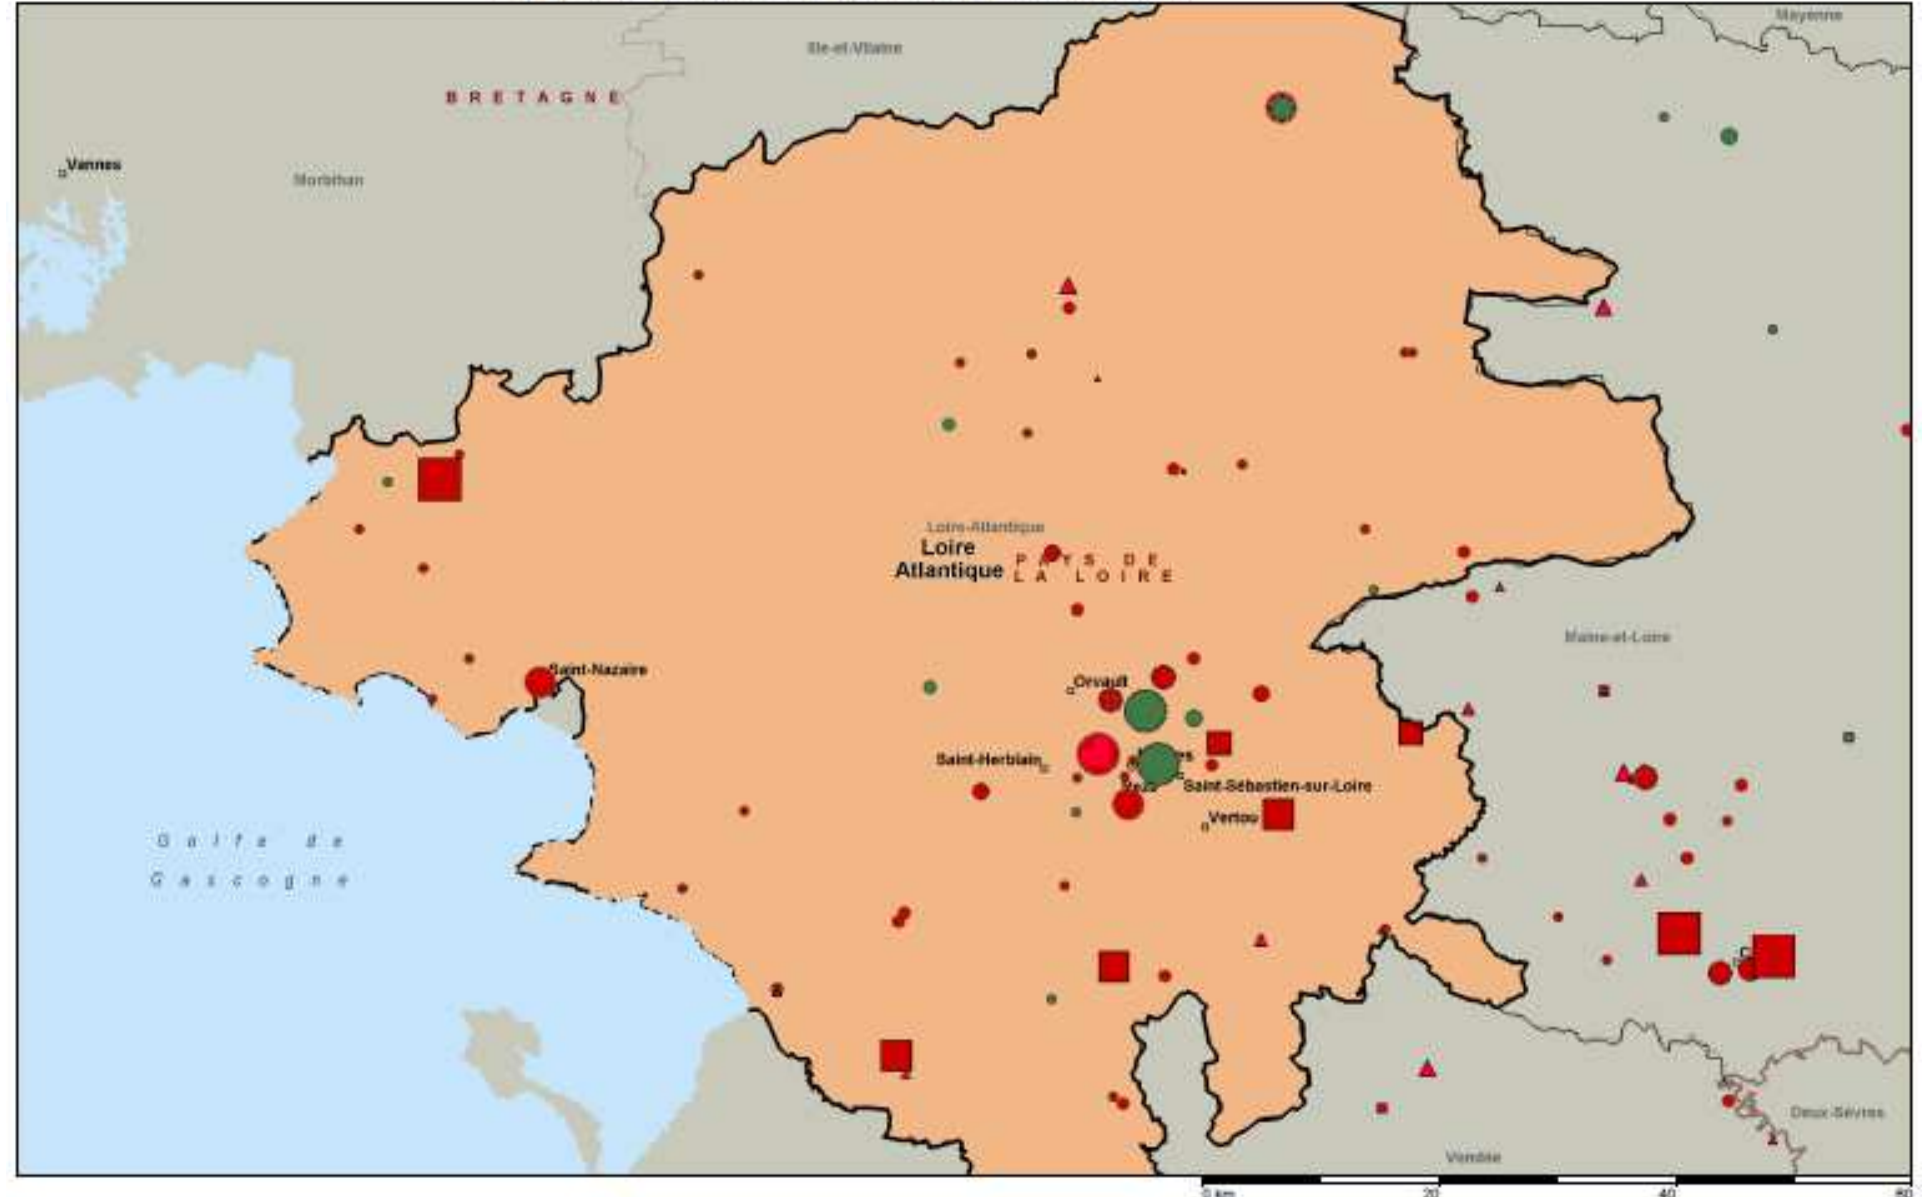 Mayenne
Ille-et-Vilaine
BRETAGNE
Vannes
Morbihan
Loire-Atlantique
Loire
Atlantique
PAYS DE
LA LOIRE
Maine-et-Loire
Saint-Nazaire
Orvault
Saint-Herblain
Saint-Sébastien-sur-Loire
Vertou
Golfe de
Gascogne
Deux-Sèvres
Vendée
0 km 20 40 60